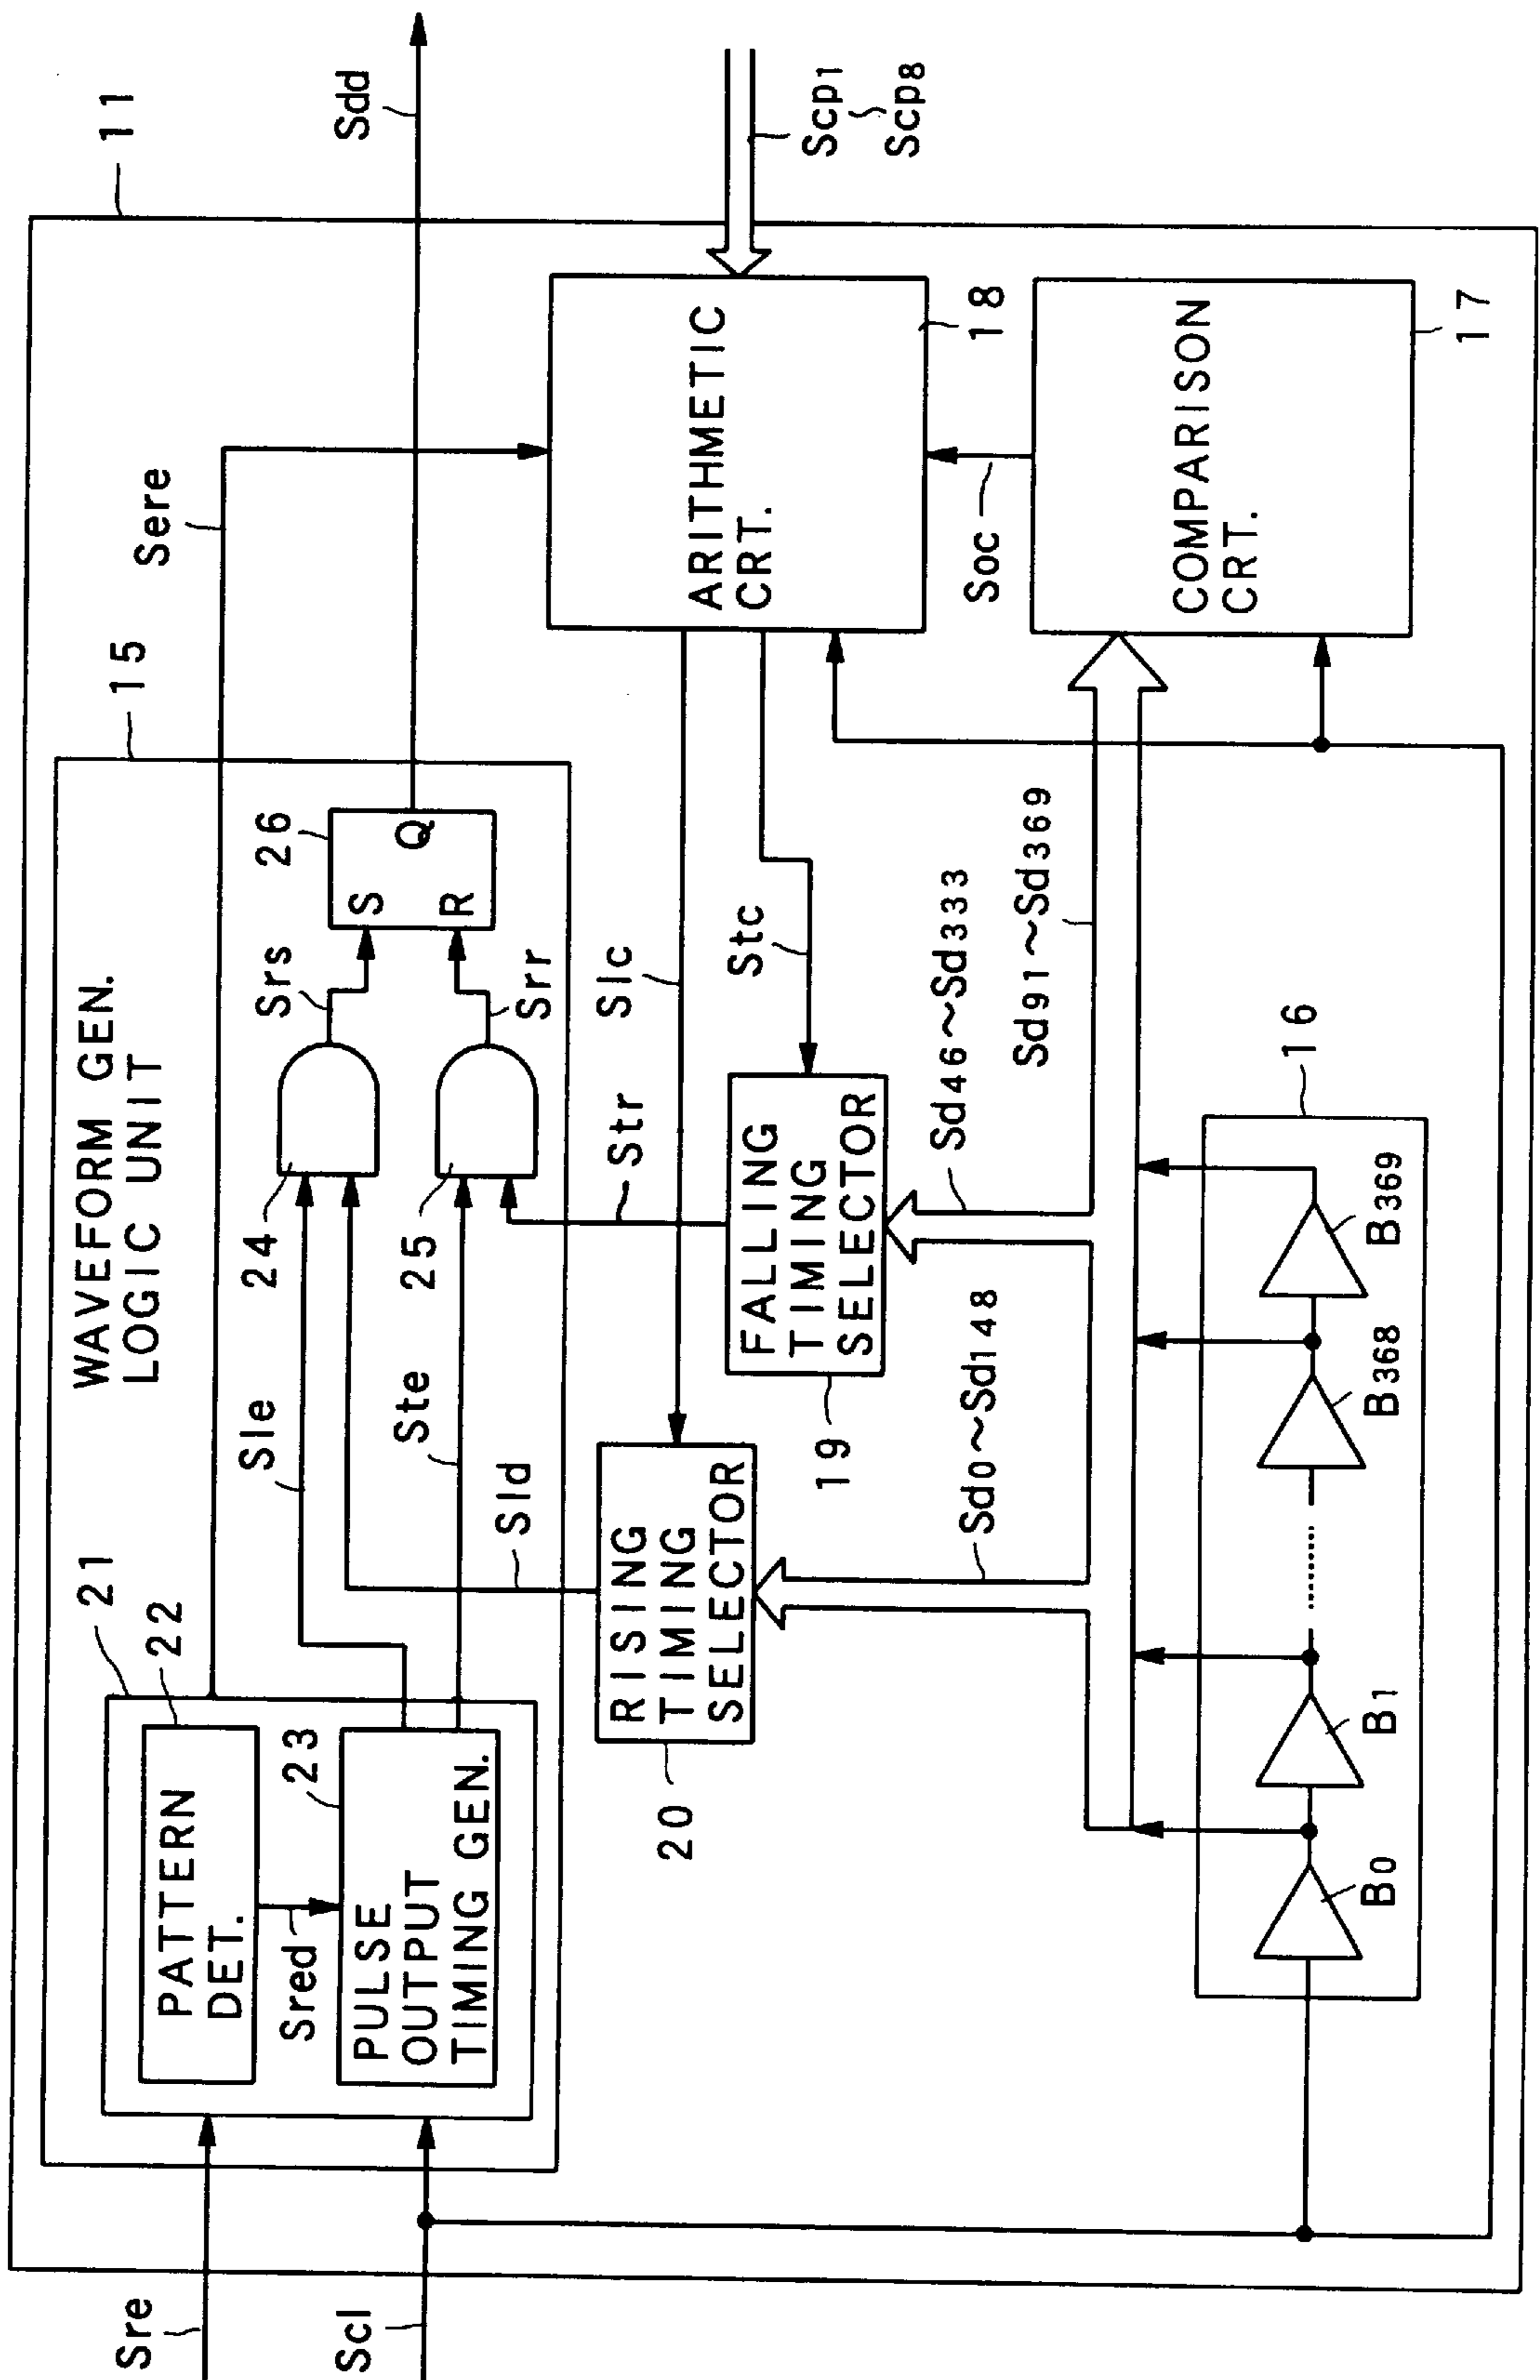 11
15
WAVEFORM GEN.
LOGIC UNIT
21
22
PATTERN
DET.
Sred
23
PULSE
OUTPUT
TIMING GEN.
Sre
Scl
Sle
Ste
Sld
24
25
Srs
Srr
26
S
R
Q
Sdd
Sere
Str
Slc
Stc
RISING
TIMING
SELECTOR
20
FALLING
TIMING
SELECTOR
19
ARITHMETIC
CRT.
18
Scp1
~
Scp8
Soc
COMPARISON
CRT.
17
Sd0~Sd148
Sd46~Sd333
Sd91~Sd369
16
B0
B1
B368
B369